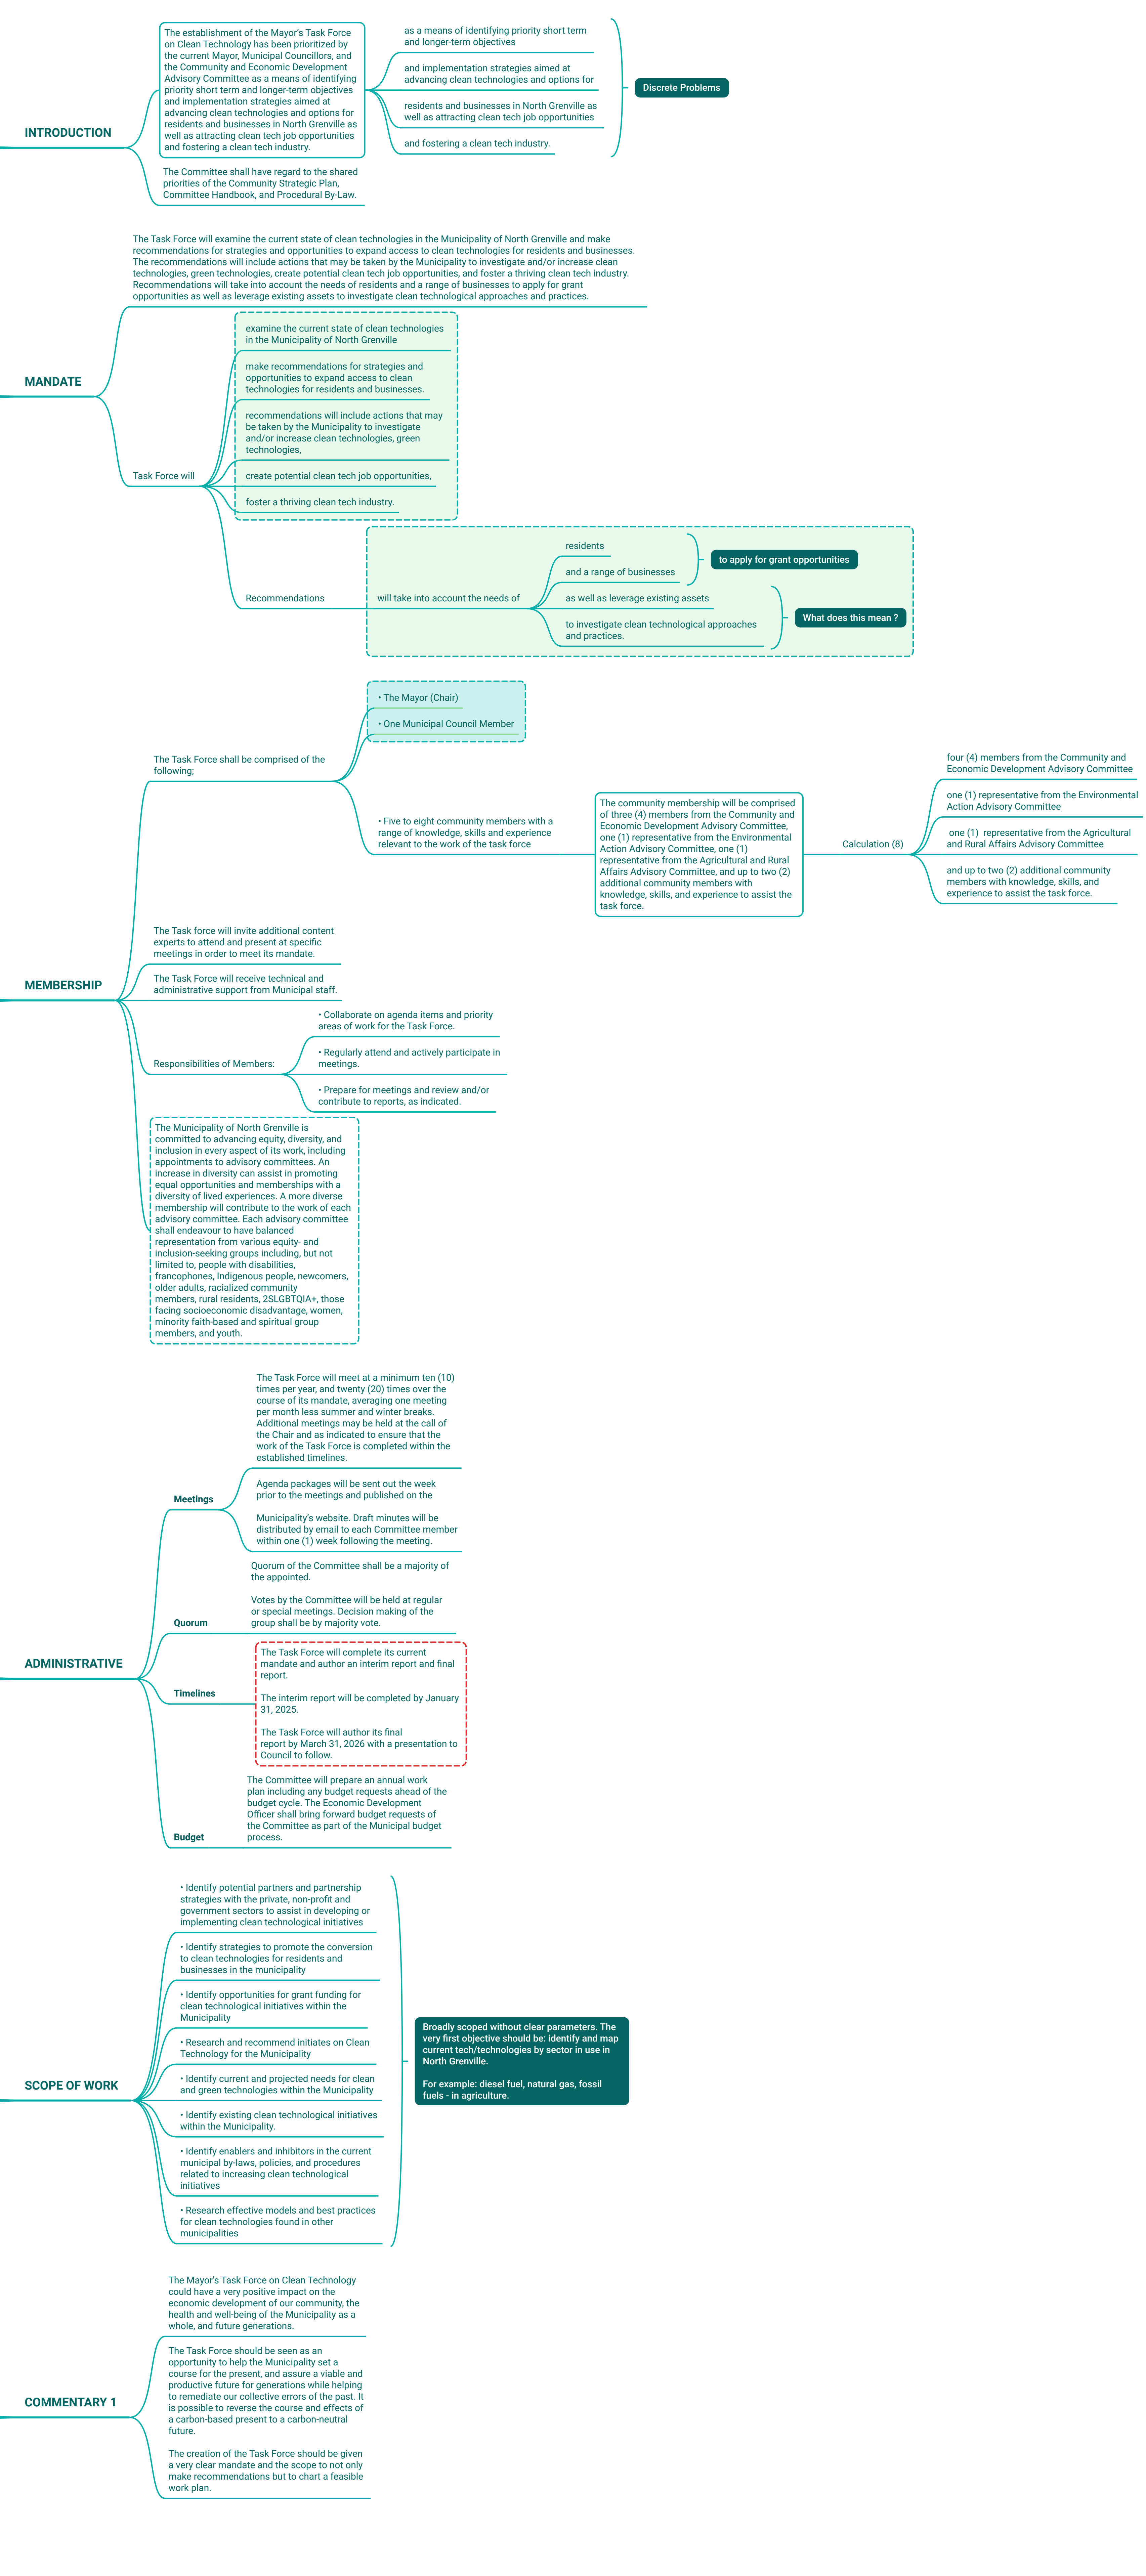 INTRODUCTION
The establishment of the Mayor's Task Force
on Clean Technology has been prioritized by
the current Mayor, Municipal Councillors, and
the Community and Economic Development
Advisory Committee as a means of identifying
priority short term and longer-term objectives
and implementation strategies aimed at
advancing clean technologies and options for
residents and businesses in North Grenville as
well as attracting clean tech job opportunities
and fostering a clean tech industry.
as a means of identifying priority short term
and longer-term objectives
and implementation strategies aimed at
advancing clean technologies and options for
residents and businesses in North Grenville as
well as attracting clean tech job opportunities
and fostering a clean tech industry.
Discrete Problems
The Committee shall have regard to the shared
priorities of the Community Strategic Plan,
Committee Handbook, and Procedural By-Law.
MANDATE
The Task Force will examine the current state of clean technologies in the Municipality of North Grenville and make
recommendations for strategies and opportunities to expand access to clean technologies for residents and businesses.
The recommendations will include actions that may be taken by the Municipality to investigate and/or increase clean
technologies, green technologies, create potential clean tech job opportunities, and foster a thriving clean tech industry.
Recommendations will take into account the needs of residents and a range of businesses to apply for grant
opportunities as well as leverage existing assets to investigate clean technological approaches and practices.
Task Force will
examine the current state of clean technologies
in the Municipality of North Grenville
make recommendations for strategies and
opportunities to expand access to clean
technologies for residents and businesses.
recommendations will include actions that may
be taken by the Municipality to investigate
and/or increase clean technologies, green
technologies,
create potential clean tech job opportunities,
foster a thriving clean tech industry.
Recommendations
will take into account the needs of
residents
and a range of businesses
to apply for grant opportunities
as well as leverage existing assets
to investigate clean technological approaches
and practices.
What does this mean ?
MEMBERSHIP
The Task Force shall be comprised of the
following;
• The Mayor (Chair)
• One Municipal Council Member
• Five to eight community members with a
range of knowledge, skills and experience
relevant to the work of the task force
The community membership will be comprised
of three (4) members from the Community and
Economic Development Advisory Committee,
one (1) representative from the Environmental
Action Advisory Committee, one (1)
representative from the Agricultural and Rural
Affairs Advisory Committee, and up to two (2)
additional community members with
knowledge, skills, and experience to assist the
task force.
Calculation (8)
four (4) members from the Community and
Economic Development Advisory Committee
one (1) representative from the Environmental
Action Advisory Committee
one (1) representative from the Agricultural
and Rural Affairs Advisory Committee
and up to two (2) additional community
members with knowledge, skills, and
experience to assist the task force.
The Task force will invite additional content
experts to attend and present at specific
meetings in order to meet its mandate.
The Task Force will receive technical and
administrative support from Municipal staff.
Responsibilities of Members:
• Collaborate on agenda items and priority
areas of work for the Task Force.
• Regularly attend and actively participate in
meetings.
• Prepare for meetings and review and/or
contribute to reports, as indicated.
The Municipality of North Grenville is
committed to advancing equity, diversity, and
inclusion in every aspect of its work, including
appointments to advisory committees. An
increase in diversity can assist in promoting
equal opportunities and memberships with a
diversity of lived experiences. A more diverse
membership will contribute to the work of each
advisory committee. Each advisory committee
shall endeavour to have balanced
representation from various equity- and
inclusion-seeking groups including, but not
limited to, people with disabilities,
francophones, Indigenous people, newcomers,
older adults, racialized community
members, rural residents, 2SLGBTQIA+, those
facing socioeconomic disadvantage, women,
minority faith-based and spiritual group
members, and youth.
ADMINISTRATIVE
Meetings
The Task Force will meet at a minimum ten (10)
times per year, and twenty (20) times over the
course of its mandate, averaging one meeting
per month less summer and winter breaks.
Additional meetings may be held at the call of
the Chair and as indicated to ensure that the
work of the Task Force is completed within the
established timelines.
Agenda packages will be sent out the week
prior to the meetings and published on the
Municipality's website. Draft minutes will be
distributed by email to each Committee member
within one (1) week following the meeting.
Quorum
Quorum of the Committee shall be a majority of
the appointed.
Votes by the Committee will be held at regular
or special meetings. Decision making of the
group shall be by majority vote.
Timelines
The Task Force will complete its current
mandate and author an interim report and final
report.
The interim report will be completed by January
31, 2025.
The Task Force will author its final
report by March 31, 2026 with a presentation to
Council to follow.
Budget
The Committee will prepare an annual work
plan including any budget requests ahead of the
budget cycle. The Economic Development
Officer shall bring forward budget requests of
the Committee as part of the Municipal budget
process.
SCOPE OF WORK
• Identify potential partners and partnership
strategies with the private, non-profit and
government sectors to assist in developing or
implementing clean technological initiatives
• Identify strategies to promote the conversion
to clean technologies for residents and
businesses in the municipality
• Identify opportunities for grant funding for
clean technological initiatives within the
Municipality
• Research and recommend initiates on Clean
Technology for the Municipality
• Identify current and projected needs for clean
and green technologies within the Municipality
• Identify existing clean technological initiatives
within the Municipality.
• Identify enablers and inhibitors in the current
municipal by-laws, policies, and procedures
related to increasing clean technological
initiatives
• Research effective models and best practices
for clean technologies found in other
municipalities
Broadly scoped without clear parameters. The
very first objective should be: identify and map
current tech/technologies by sector in use in
North Grenville.
For example: diesel fuel, natural gas, fossil
fuels - in agriculture.
COMMENTARY 1
The Mayor's Task Force on Clean Technology
could have a very positive impact on the
economic development of our community, the
health and well-being of the Municipality as a
whole, and future generations.
The Task Force should be seen as an
opportunity to help the Municipality set a
course for the present, and assure a viable and
productive future for generations while helping
to remediate our collective errors of the past. It
is possible to reverse the course and effects of
a carbon-based present to a carbon-neutral
future.
The creation of the Task Force should be given
a very clear mandate and the scope to not only
make recommendations but to chart a feasible
work plan.